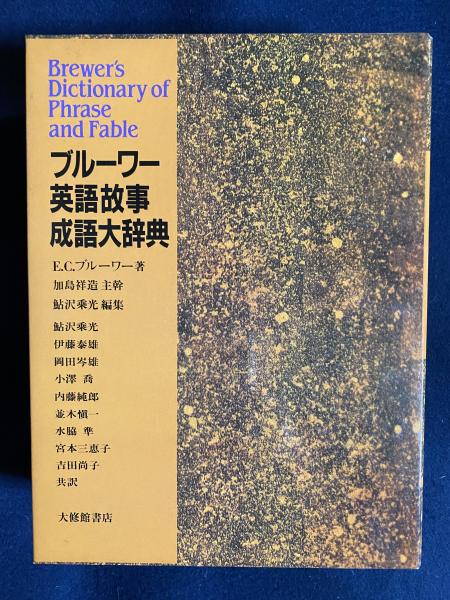 Brewer's
Dictionary of
Phrase
and Fable
ブルーワー
英語故事
成語大辞典
E.C.ブルーワー著
加島祥造 主幹
鮎沢乗光 編集
鮎沢乗光
伊藤泰雄
岡田岑雄
小澤 喬
内藤純郎
並木愼一
水脇 準
宮本三恵子
吉田尚子
共訳
大修館書店